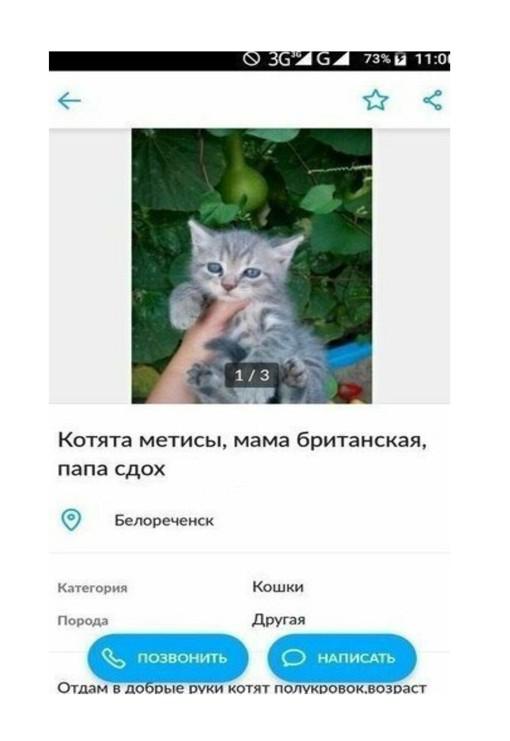 3G 3G G 73% 11:0
1 / 3
Котята метисы, мама британская,
папа сдох
Белореченск
Категория Кошки
Порода Другая
ПОЗВОНИТЬ НАПИСАТЬ
Отдам в добрые руки котят полукровок.возраст